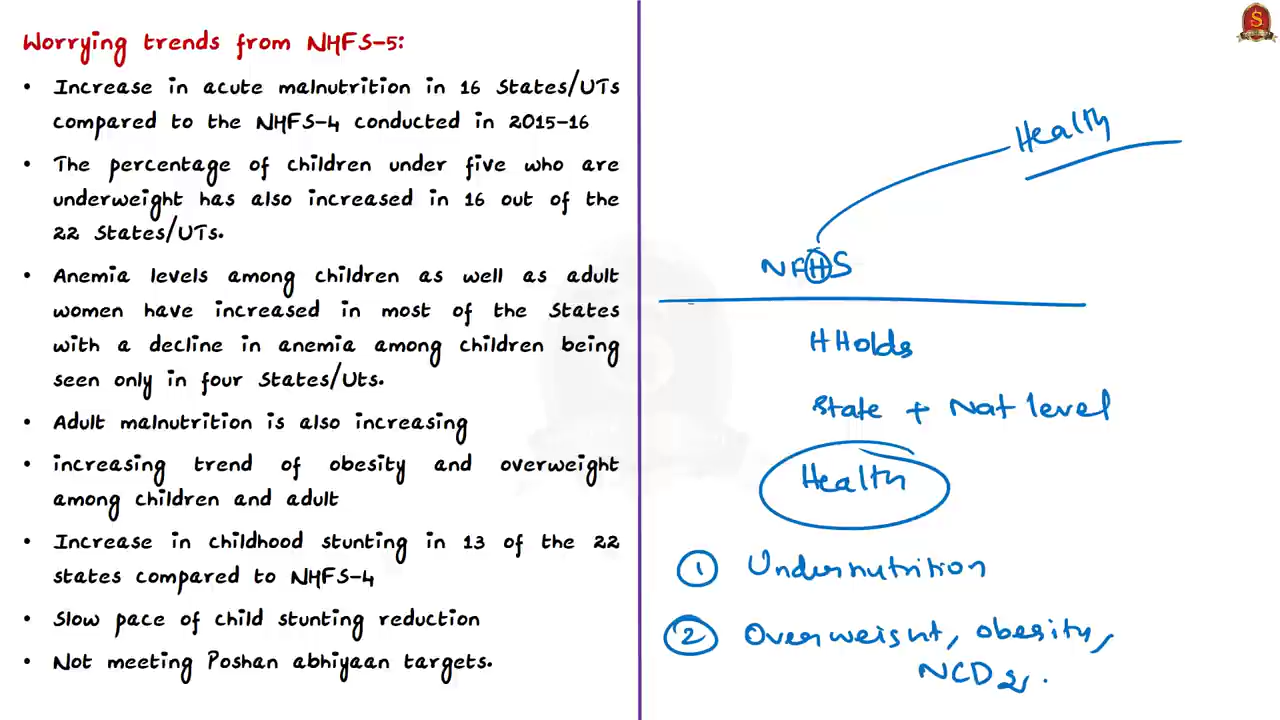 Worrying trends from NHFS-5:
• Increase in acute malnutrition in 16 States/UTs
compared to the NHFS-4 conducted in 2015-16
• The percentage of children under five who are
underweight has also increased in 16 out of the
22 States/UTs.
• Anemia levels among children as well as adult
women have increased in most of the States
with a decline in anemia among children being
seen only in four States/Uts.
• Adult malnutrition is also increasing
• increasing trend of obesity and overweight
among children and adult
• Increase in childhood stunting in 13 of the 22
states compared to NHFS-4
• Slow pace of child stunting reduction
• Not meeting Poshan abhiyaan targets.
Health
NFHS
HHolds
State + Nat level
Health
1 Undernutrition
2 Overweight, obesity,
NCDs.